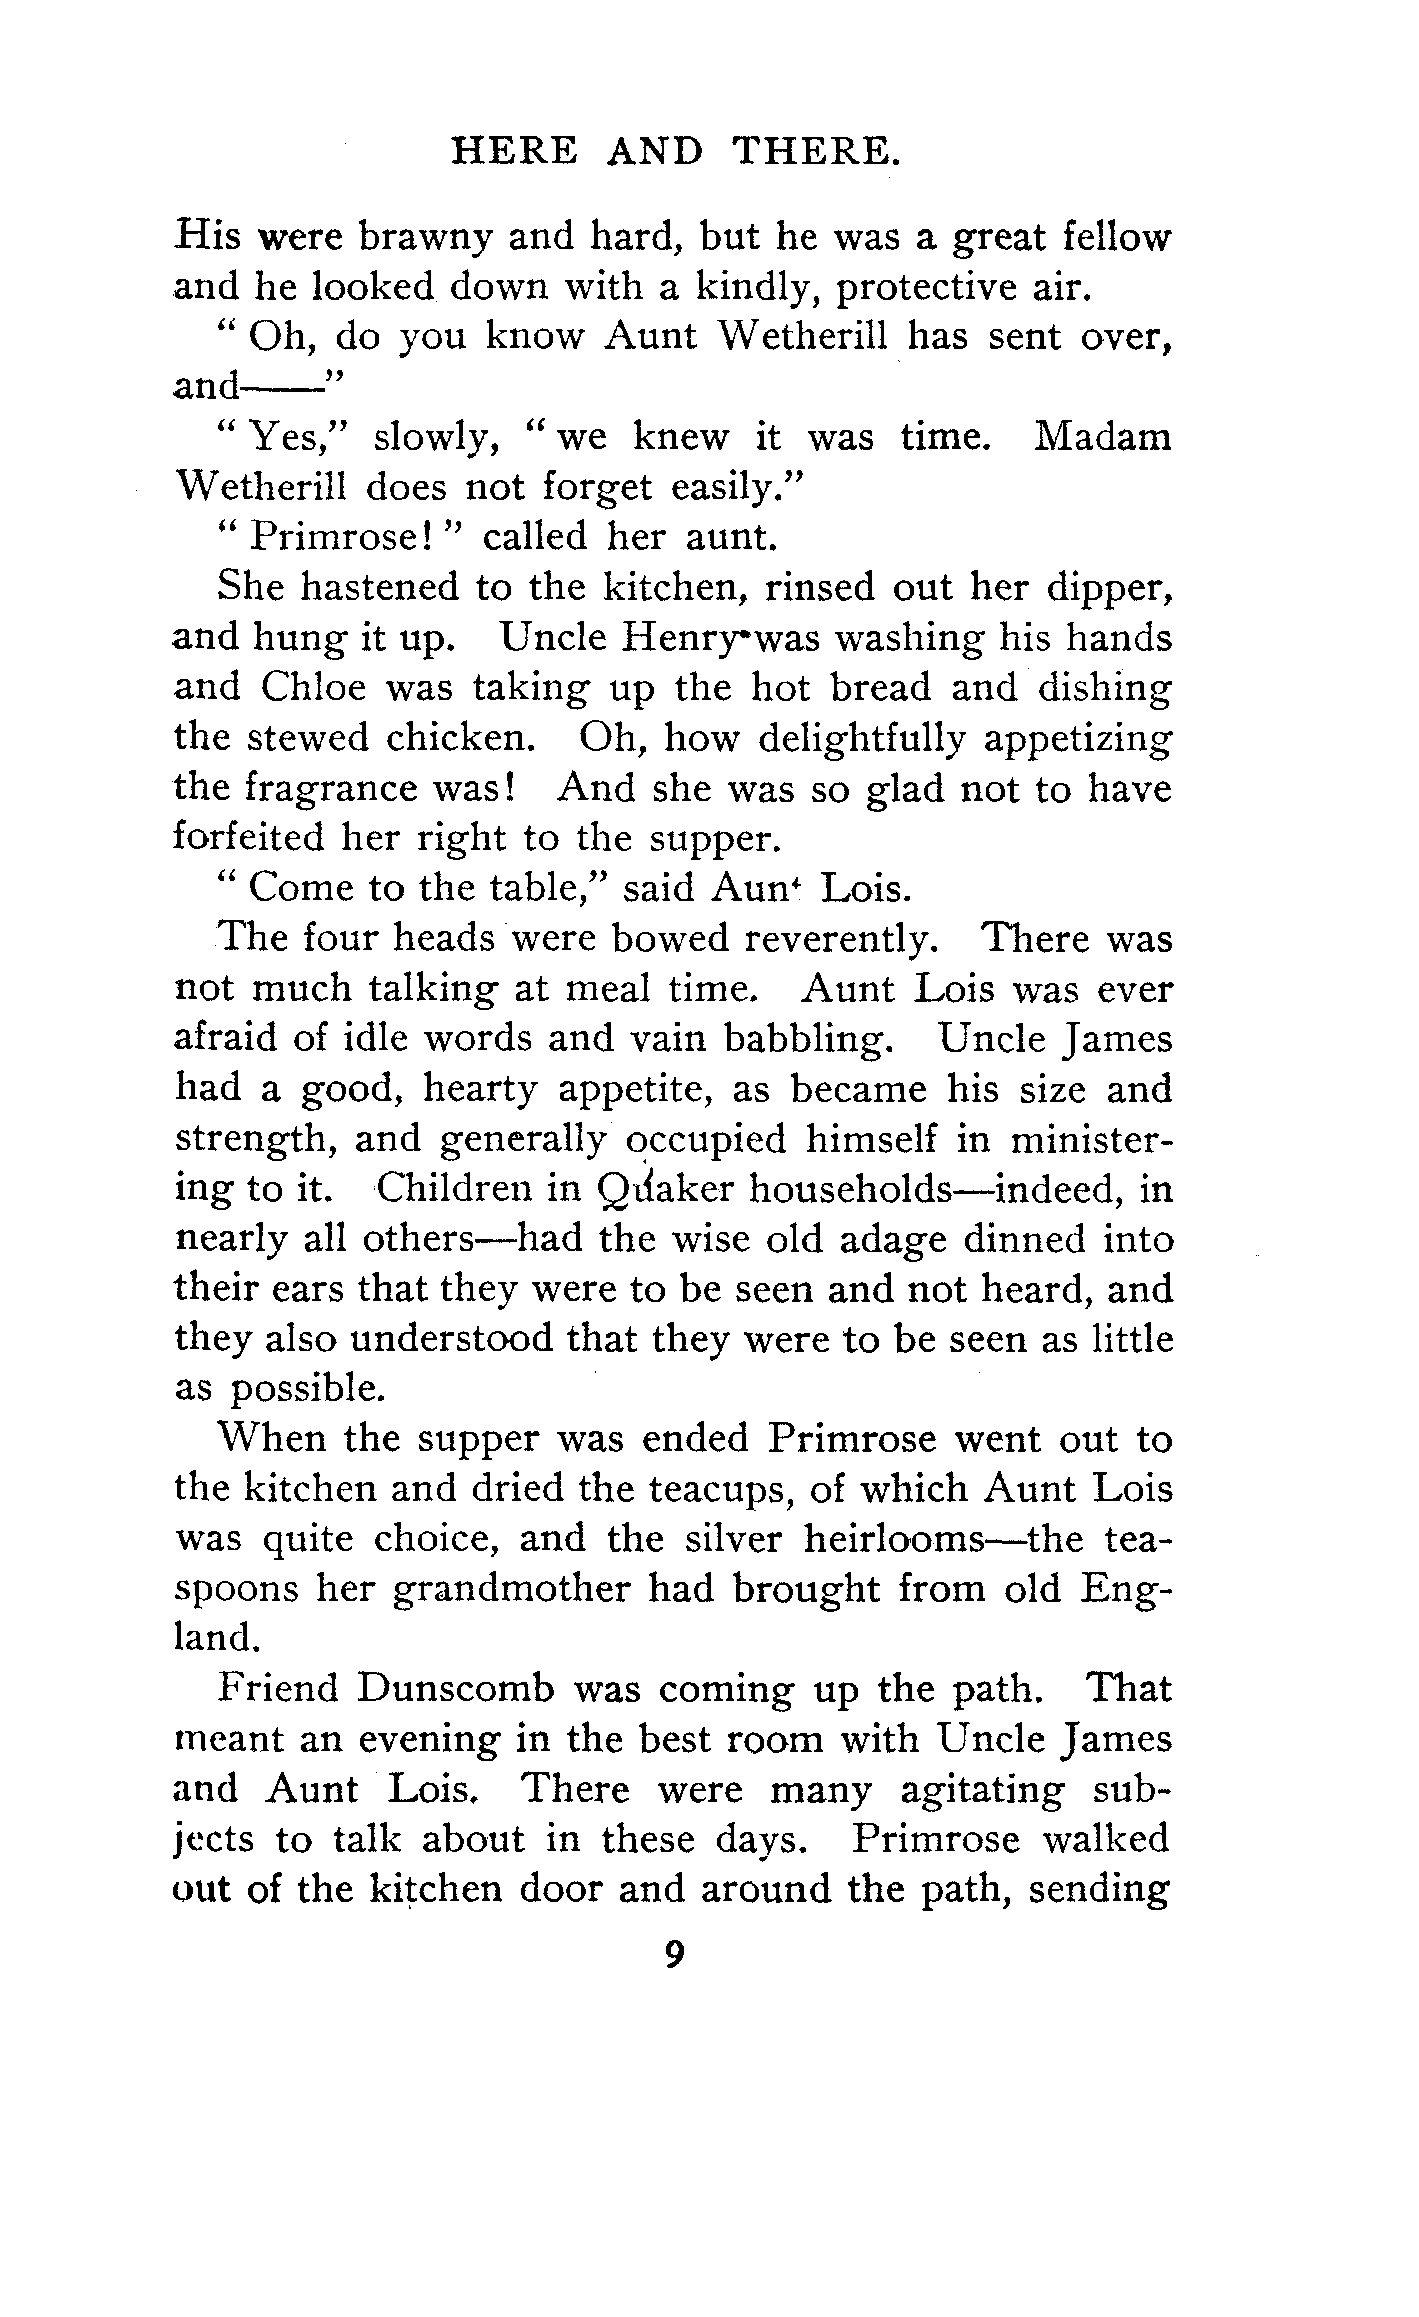 HERE AND THERE.
His were brawny and hard, but he was a great fellow
and he looked down with a kindly, protective air.
" Oh, do you know Aunt Wetherill has sent over,
and——"
" Yes," slowly, " we knew it was time. Madam
Wetherill does not forget easily."
" Primrose! " called her aunt.
She hastened to the kitchen, rinsed out her dipper,
and hung it up. Uncle Henry was washing his hands
and Chloe was taking up the hot bread and dishing
the stewed chicken. Oh, how delightfully appetizing
the fragrance was! And she was so glad not to have
forfeited her right to the supper.
" Come to the table," said Aunt Lois.
The four heads were bowed reverently. There was
not much talking at meal time. Aunt Lois was ever
afraid of idle words and vain babbling. Uncle James
had a good, hearty appetite, as became his size and
strength, and generally occupied himself in minister-
ing to it. Children in Quaker households—indeed, in
nearly all others—had the wise old adage dinned into
their ears that they were to be seen and not heard, and
they also understood that they were to be seen as little
as possible.
When the supper was ended Primrose went out to
the kitchen and dried the teacups, of which Aunt Lois
was quite choice, and the silver heirlooms—the tea-
spoons her grandmother had brought from old Eng-
land.
Friend Dunscomb was coming up the path. That
meant an evening in the best room with Uncle James
and Aunt Lois. There were many agitating sub-
jects to talk about in these days. Primrose walked
out of the kitchen door and around the path, sending
9